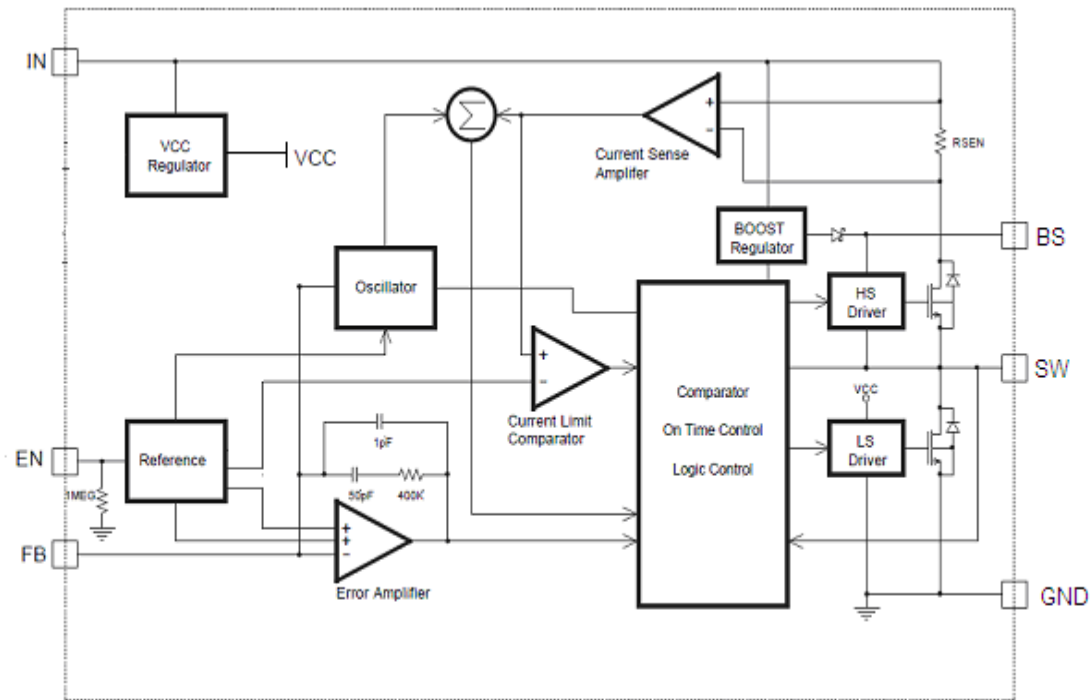 IN
VCC
Regulator
VCC
Σ
+
−
Current Sense
Amplifer
RSEN
BOOST
Regulator
BS
Oscillator
HS
Driver
+
−
Current Limit
Comparator
SW
Comparator
On Time Control
Logic Control
VCC
LS
Driver
1pF
50pF
400K
EN
1MEG
Reference
FB
+
+
−
Error Amplifier
GND